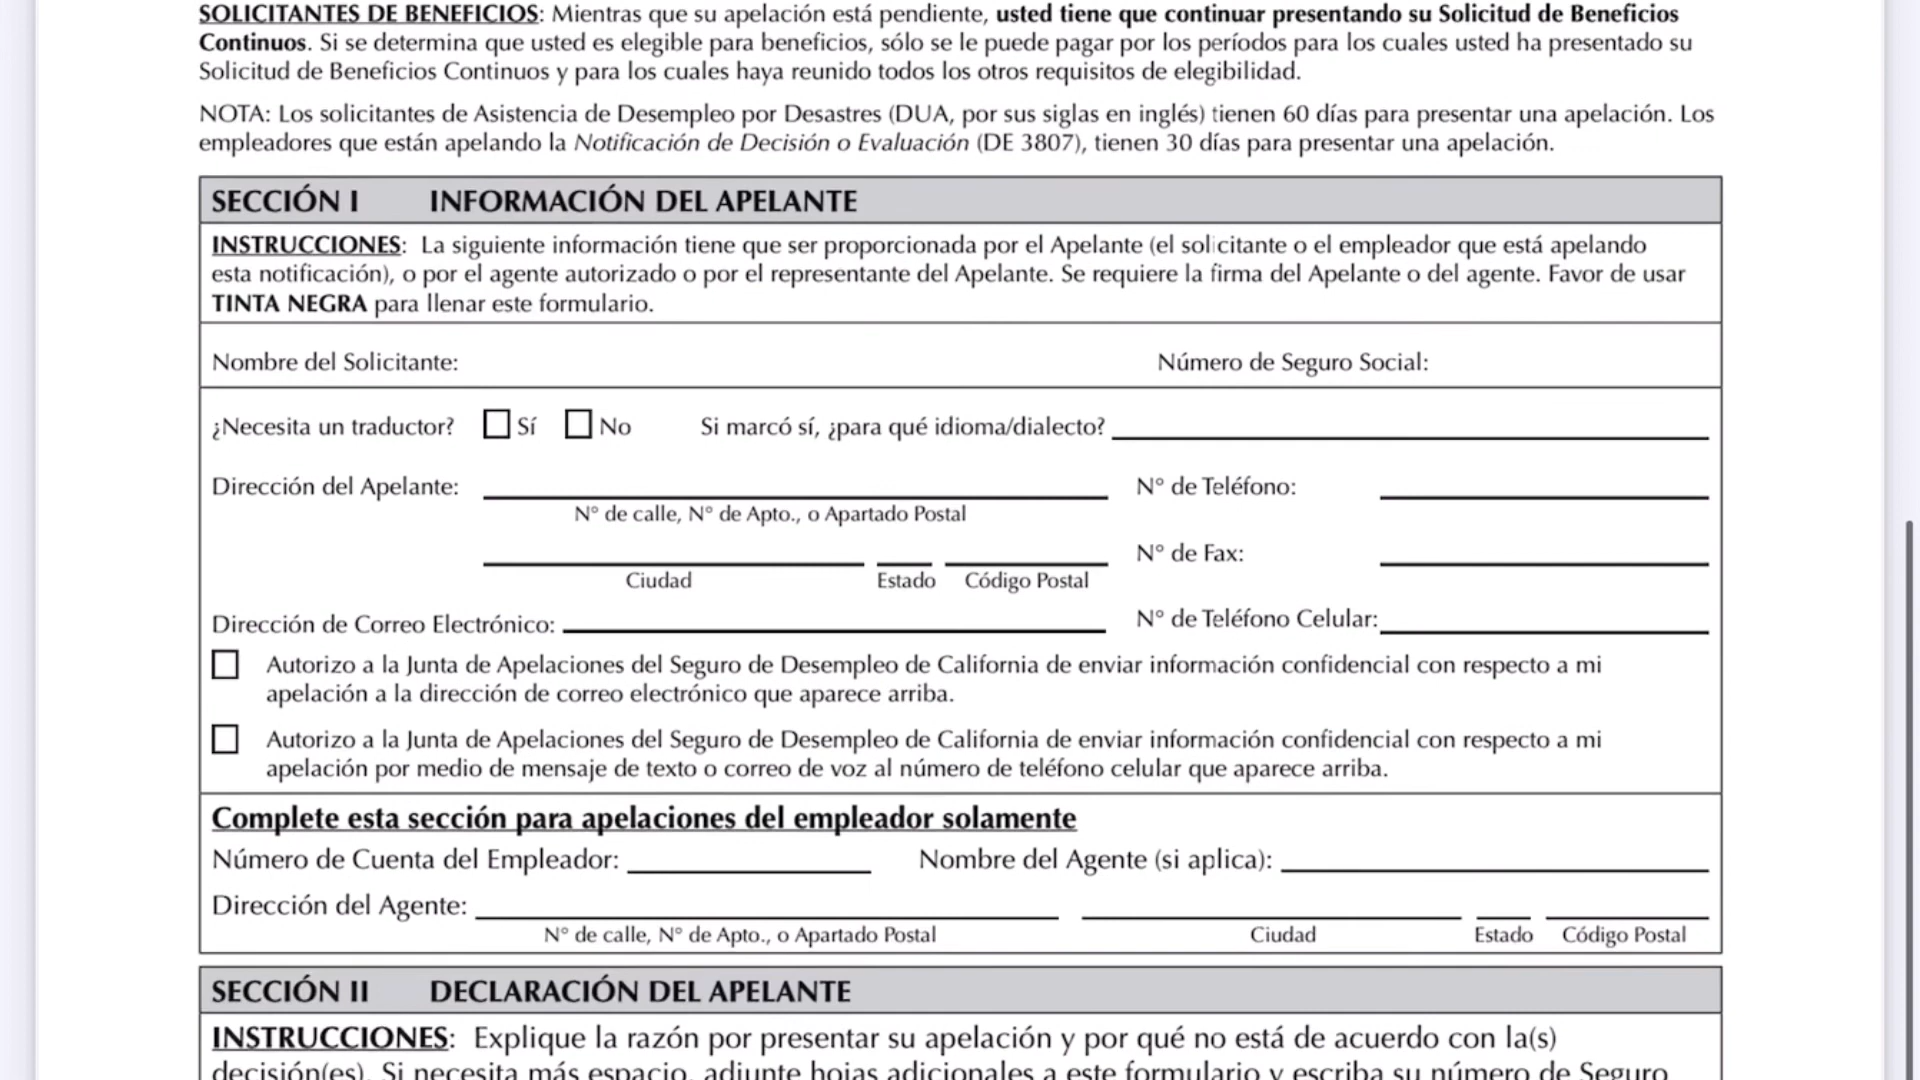 SOLICITANTES DE BENEFICIOS: Mientras que su apelación está pendiente, usted tiene que continuar presentando su Solicitud de Beneficios
Continuos. Si se determina que usted es elegible para beneficios, sólo se le puede pagar por los períodos para los cuales usted ha presentado su
Solicitud de Beneficios Continuos y para los cuales haya reunido todos los otros requisitos de elegibilidad.
NOTA: Los solicitantes de Asistencia de Desempleo por Desastres (DUA, por sus siglas en inglés) tienen 60 días para presentar una apelación. Los
empleadores que están apelando la Notificación de Decisión o Evaluación (DE 3807), tienen 30 días para presentar una apelación.
SECCIÓN I INFORMACIÓN DEL APELANTE
INSTRUCCIONES: La siguiente información tiene que ser proporcionada por el Apelante (el solicitante o el empleador que está apelando
esta notificación), o por el agente autorizado o por el representante del Apelante. Se requiere la firma del Apelante o del agente. Favor de usar
TINTA NEGRA para llenar este formulario.
Nombre del Solicitante: Número de Seguro Social:
¿Necesita un traductor? Sí No Si marcó sí, ¿para qué idioma/dialecto?
Dirección del Apelante: N° de Teléfono:
N° de calle, N° de Apto., o Apartado Postal
N° de Fax:
Ciudad Estado Código Postal
Dirección de Correo Electrónico: N° de Teléfono Celular:
Autorizo a la Junta de Apelaciones del Seguro de Desempleo de California de enviar información confidencial con respecto a mi
apelación a la dirección de correo electrónico que aparece arriba.
Autorizo a la Junta de Apelaciones del Seguro de Desempleo de California de enviar información confidencial con respecto a mi
apelación por medio de mensaje de texto o correo de voz al número de teléfono celular que aparece arriba.
Complete esta sección para apelaciones del empleador solamente
Número de Cuenta del Empleador: Nombre del Agente (si aplica):
Dirección del Agente:
N° de calle, N° de Apto., o Apartado Postal Ciudad Estado Código Postal
SECCIÓN II DECLARACIÓN DEL APELANTE
INSTRUCCIONES: Explique la razón por presentar su apelación y por qué no está de acuerdo con la(s)
decisión(es). Si necesita más espacio, adjunte hojas adicionales a este formulario y escriba su número de Seguro